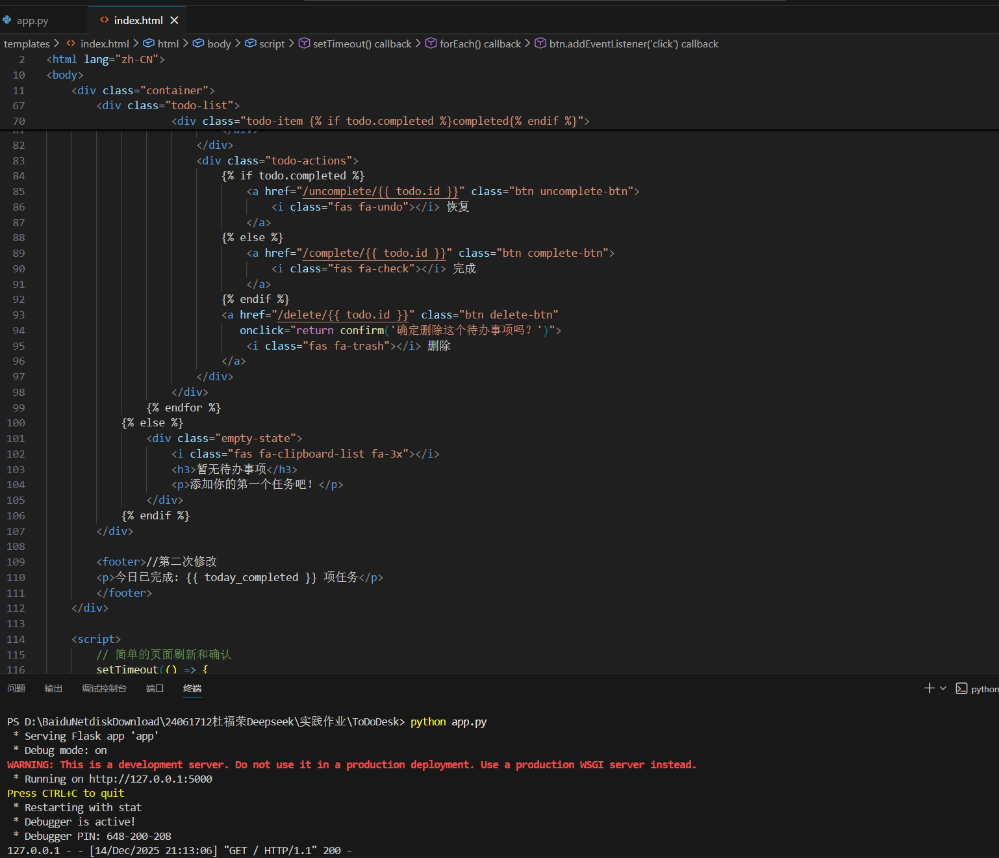 app.py
index.html
templates > index.html > html > body > script > setTimeout() callback > forEach() callback > btn.addEventListener('click') callback
2 <html lang="zh-CN">
10 <body>
11 <div class="container">
67 <div class="todo-list">
70 <div class="todo-item {% if todo.completed %}completed{% endif %}">
81 </div>
82 </div>
83 <div class="todo-actions">
84 {% if todo.completed %}
85 <a href="/uncomplete/{{ todo.id }}" class="btn uncomplete-btn">
86 <i class="fas fa-undo"></i> 恢复
87 </a>
88 {% else %}
89 <a href="/complete/{{ todo.id }}" class="btn complete-btn">
90 <i class="fas fa-check"></i> 完成
91 </a>
92 {% endif %}
93 <a href="/delete/{{ todo.id }}" class="btn delete-btn"
94 onclick="return confirm('确定删除这个待办事项吗？')">
95 <i class="fas fa-trash"></i> 删除
96 </a>
97 </div>
98 </div>
99 {% endfor %}
100 {% else %}
101 <div class="empty-state">
102 <i class="fas fa-clipboard-list fa-3x"></i>
103 <h3>暂无待办事项</h3>
104 <p>添加你的第一个任务吧！</p>
105 </div>
106 {% endif %}
107 </div>
108
109 <footer>//第二次修改
110 <p>今日已完成：{{ today_completed }} 项任务</p>
111 </footer>
112 </div>
113
114 <script>
115 // 简单的页面刷新和确认
116 setTimeout(() => {
问题 输出 调试控制台 端口 终端 python
PS D:\BaiduNetdiskDownload\24061712杜福荣Deepseek\实践作业\ToDoDesk> python app.py
* Serving Flask app 'app'
* Debug mode: on
WARNING: This is a development server. Do not use it in a production deployment. Use a production WSGI server instead.
* Running on http://127.0.0.1:5000
Press CTRL+C to quit
* Restarting with stat
* Debugger is active!
* Debugger PIN: 648-200-208
127.0.0.1 - - [14/Dec/2025 21:13:06] "GET / HTTP/1.1" 200 -